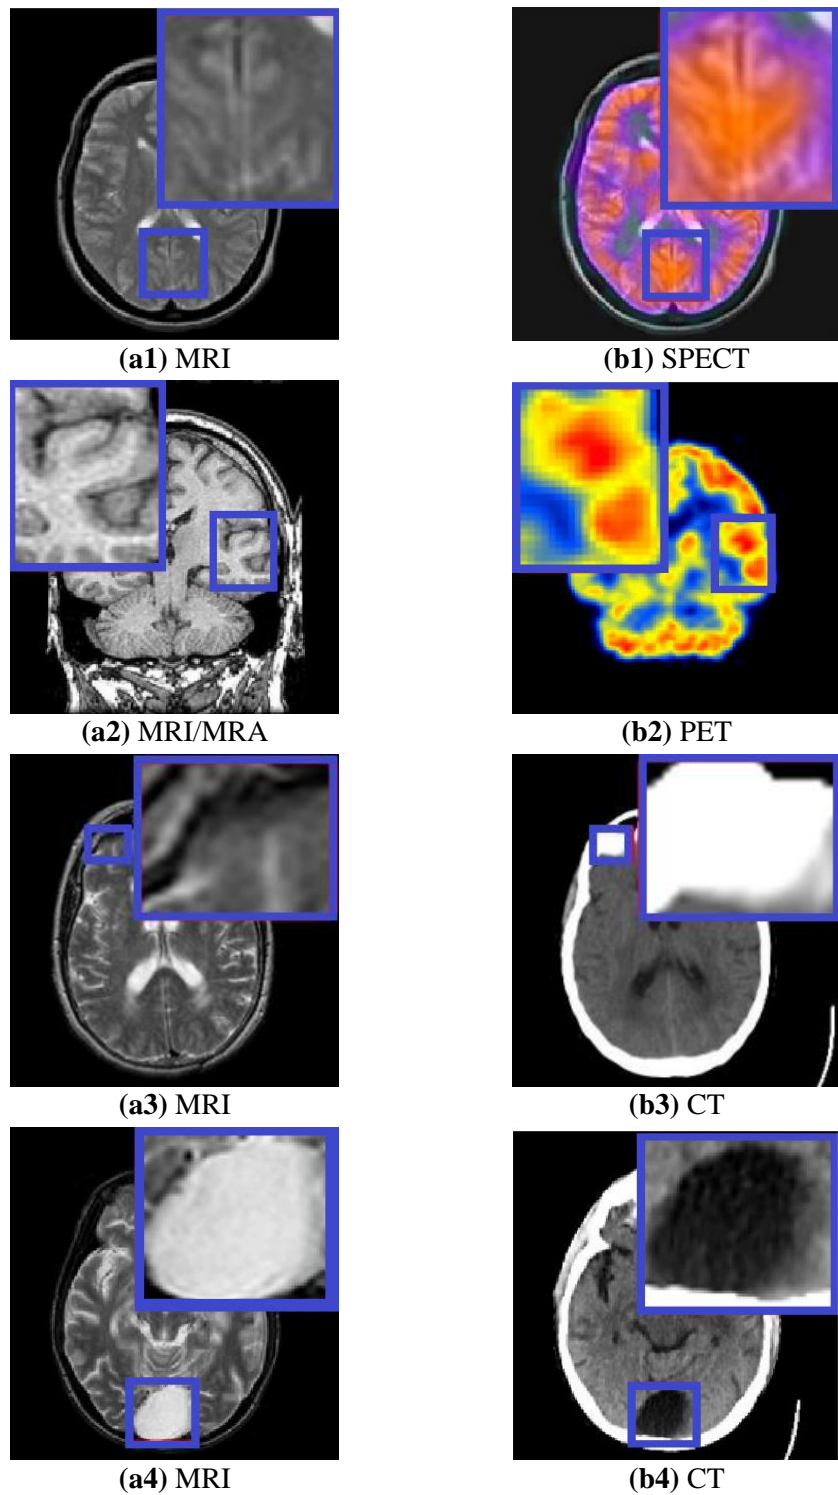 (a1) MRI
(b1) SPECT
(a2) MRI/MRA
(b2) PET
(a3) MRI
(b3) CT
(a4) MRI
(b4) CT